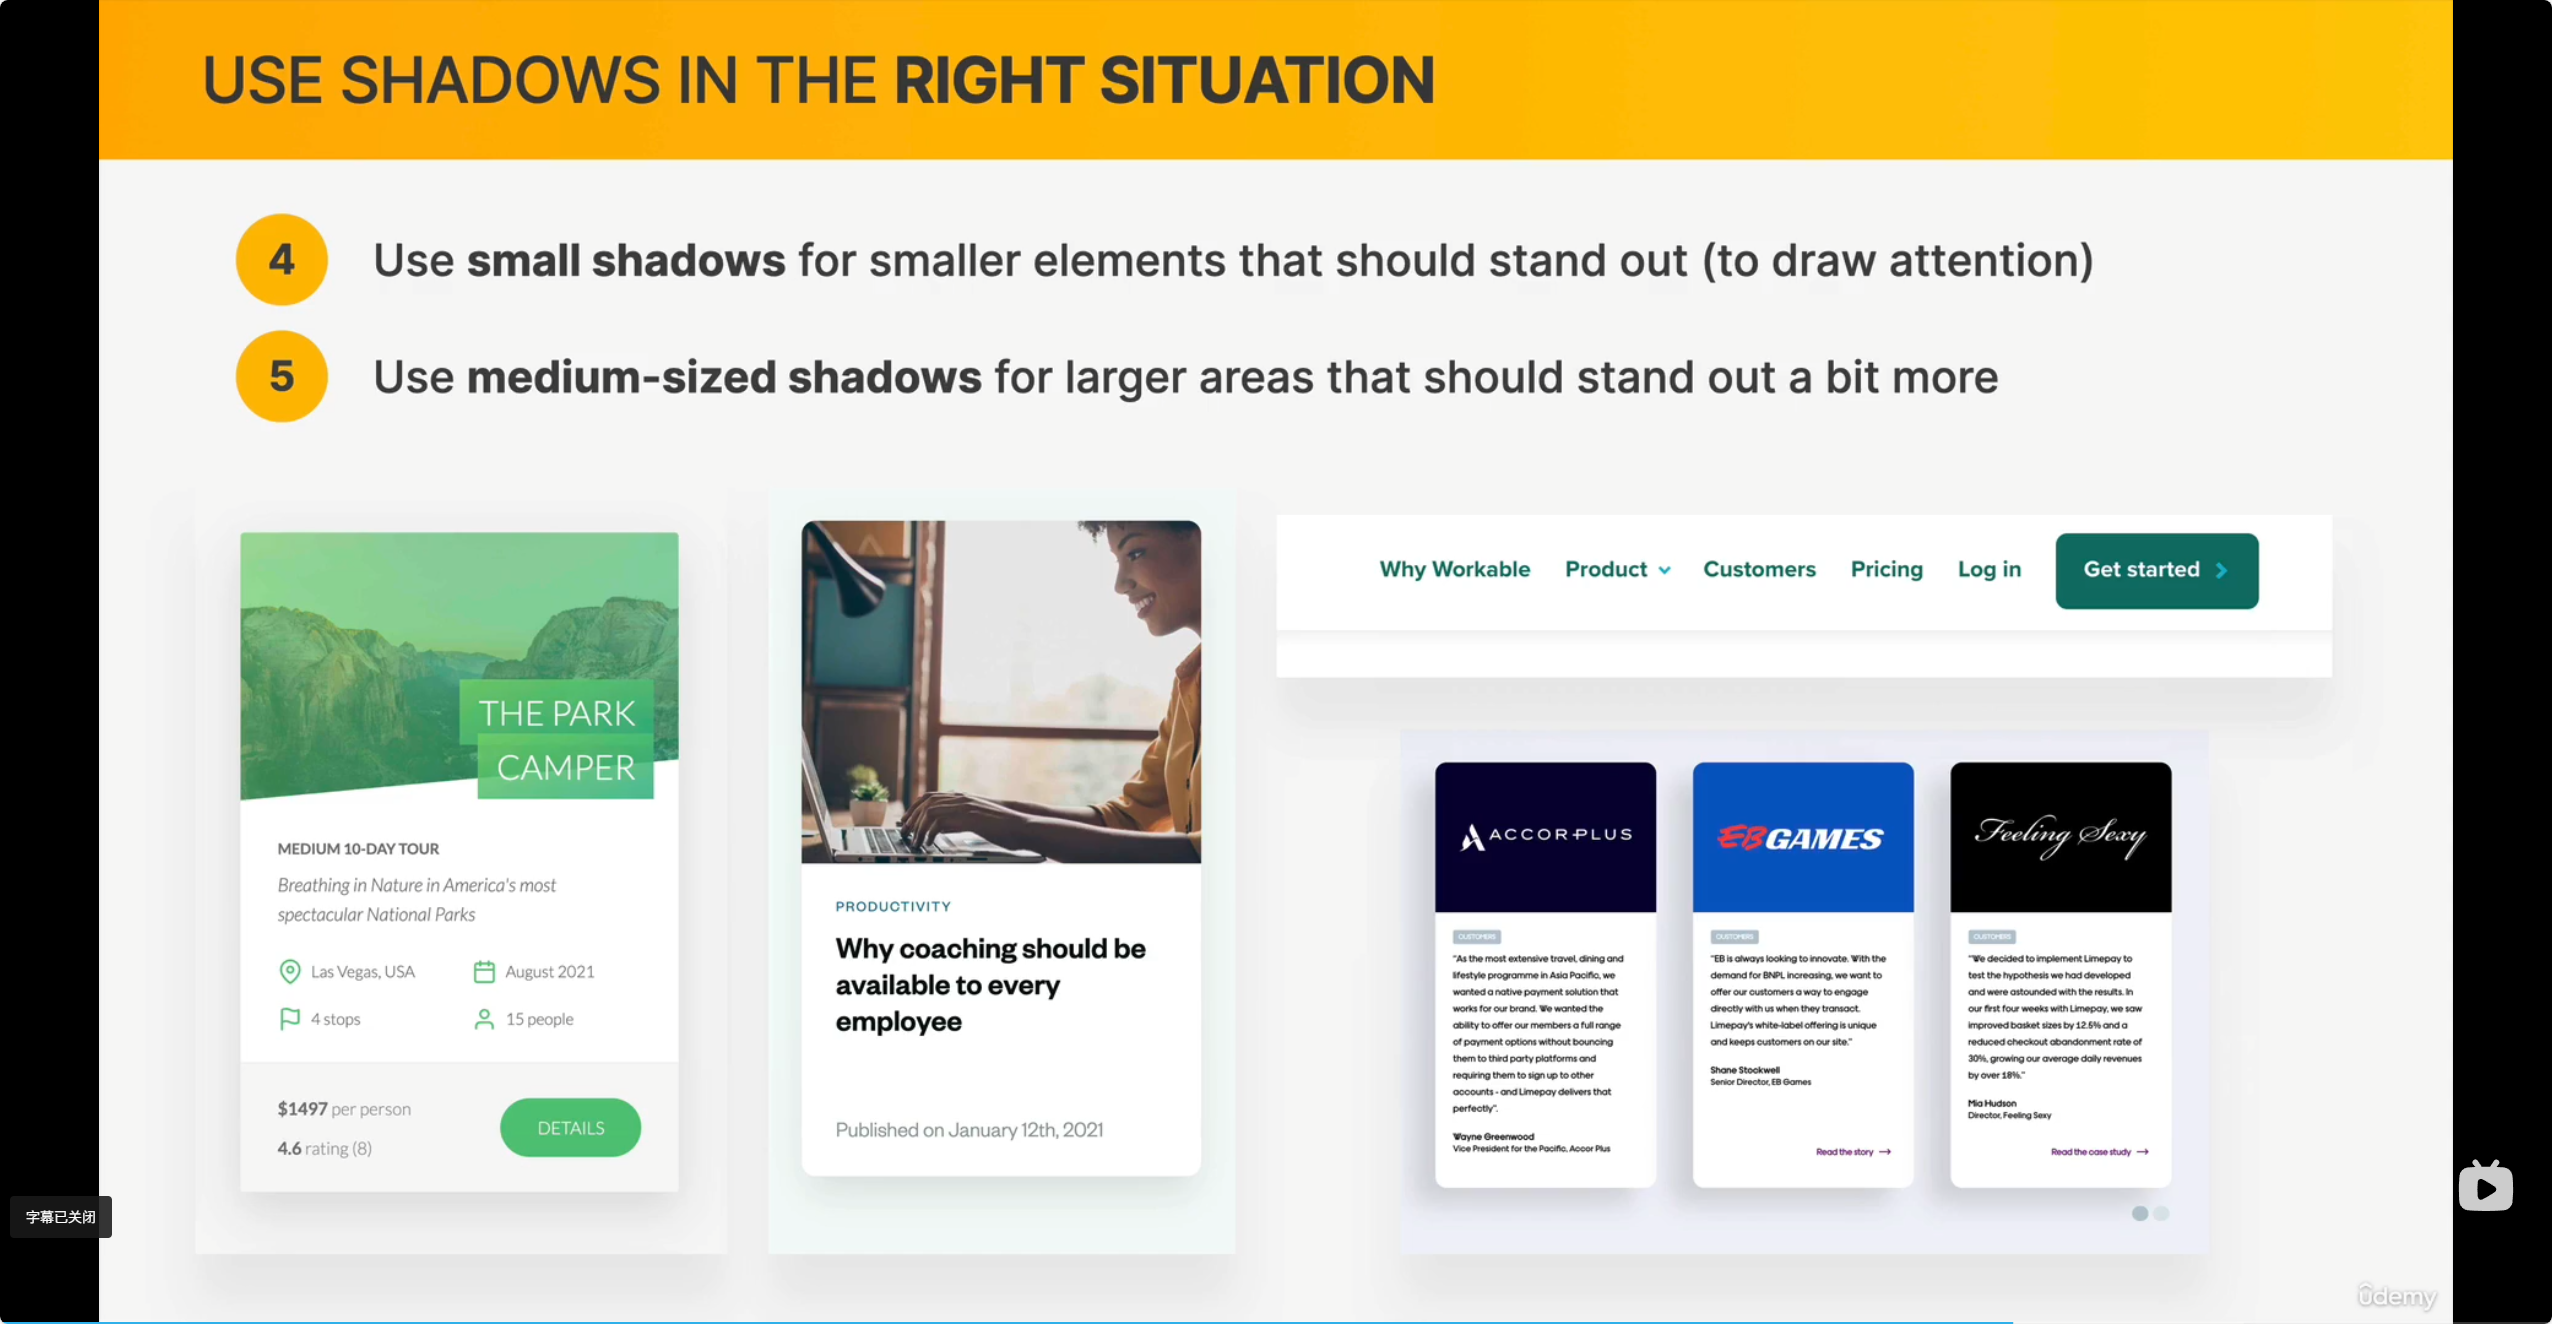 USE SHADOWS IN THE RIGHT SITUATION
4
Use small shadows for smaller elements that should stand out (to draw attention)
5
Use medium-sized shadows for larger areas that should stand out a bit more
THE PARK
CAMPER
MEDIUM 10-DAY TOUR
Breathing in Nature in America's most
spectacular National Parks
Las Vegas, USA
August 2021
4 stops
15 people
$1497 per person
4.6 rating (8)
DETAILS
PRODUCTIVITY
Why coaching should be
available to every
employee
Published on January 12th, 2021
Why Workable Product Customers Pricing Log in Get started
ACCOR PLUS
CUSTOMERS
"As the most extensive travel, dining and
lifestyle programme in Asia Pacific, we
wanted a native payment solution that
works for our brand. We wanted the
ability to offer our members a full range
of payment options without bouncing
them to third party platforms and
requiring them to sign up to other
accounts - and Limepay delivers that
perfectly".
Wayne Greenwood
Vice President for the Pacific, Accor Plus
EB GAMES
CUSTOMERS
"EB is always looking to innovate. With the
demand for BNPL increasing, we want to
offer our customers a way to engage
directly with us when they transact.
Limepay's white-label offering is unique
and keeps customers on our site."
Shane Stockwell
Senior Director, EB Games
Read the story →
Feeling Sexy
CUSTOMERS
"We decided to implement Limepay to
test the hypothesis we had developed
and were astounded with the results. In
our first four weeks with Limepay, we saw
improved basket sizes by 12.5% and a
reduced checkout abandonment rate of
30%, growing our average daily revenues
by over 18%."
Mia Hudson
Director, Feeling Sexy
Read the case study →
字幕已关闭
ûdemy